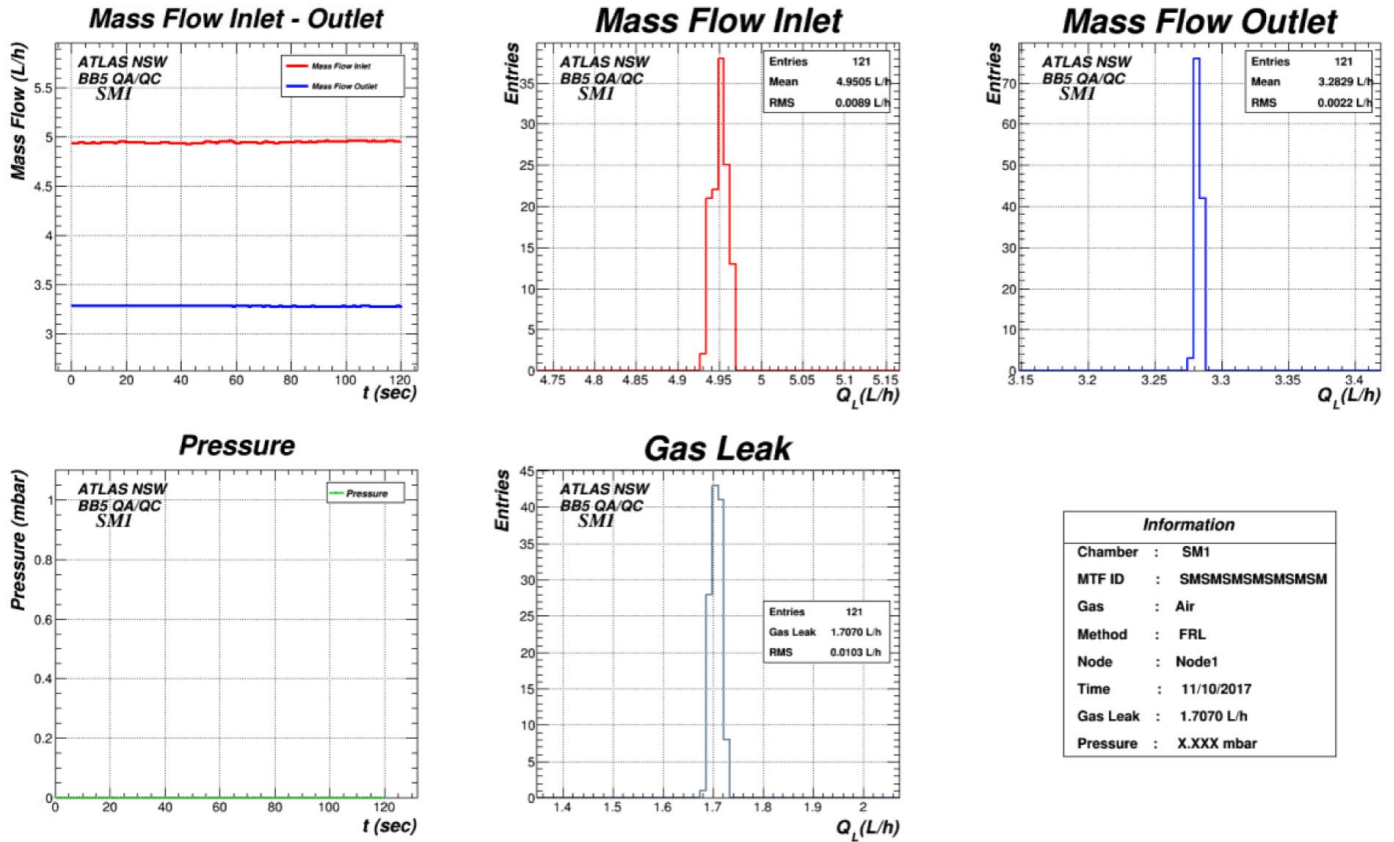 Mass Flow Inlet - Outlet
Mass Flow (L/h)
ATLAS NSW
BB5 QA/QC
SM1
Mass Flow Inlet
Mass Flow Outlet
5.5
5
4.5
4
3.5
3
0 20 40 60 80 100 120
t (sec)
Mass Flow Inlet
Entries
ATLAS NSW
BB5 QA/QC
SM1
Entries 121
Mean 4.9505 L/h
RMS 0.0089 L/h
35
30
25
20
15
10
5
0
4.75 4.8 4.85 4.9 4.95 5 5.05 5.1 5.15
QL(L/h)
Mass Flow Outlet
Entries
ATLAS NSW
BB5 QA/QC
SM1
Entries 121
Mean 3.2829 L/h
RMS 0.0022 L/h
70
60
50
40
30
20
10
0
3.15 3.2 3.25 3.3 3.35 3.4
QL(L/h)
Pressure
Pressure (mbar)
ATLAS NSW
BB5 QA/QC
SM1
Pressure
1
0.8
0.6
0.4
0.2
0
0 20 40 60 80 100 120
t (sec)
Gas Leak
Entries
ATLAS NSW
BB5 QA/QC
SM1
45
40
35
30
25
20
15
10
5
0
Entries 121
Gas Leak 1.7070 L/h
RMS 0.0103 L/h
1.4 1.5 1.6 1.7 1.8 1.9 2
QL(L/h)
Information
Chamber : SM1
MTF ID : SMSMSMSMSMSMSM
Gas : Air
Method : FRL
Node : Node1
Time : 11/10/2017
Gas Leak : 1.7070 L/h
Pressure : X.XXX mbar